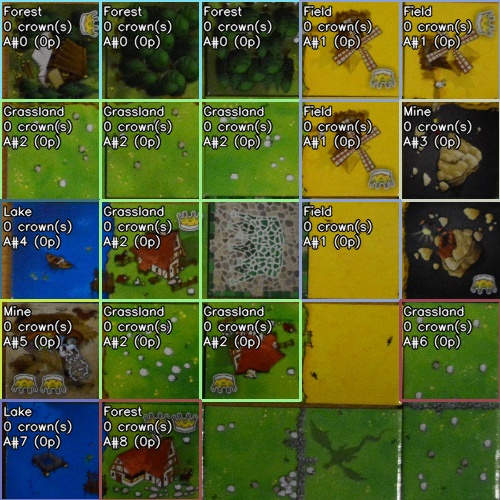 Forest
0 crown(s)
A#0 (0p)
Forest
0 crown(s)
A#0 (0p)
Forest
0 crown(s)
A#0 (0p)
Field
0 crown(s)
A#1 (0p)
Field
0 crown(s)
A#1 (0p)
Grassland
0 crown(s)
A#2 (0p)
Grassland
0 crown(s)
A#2 (0p)
Grassland
0 crown(s)
A#2 (0p)
Field
0 crown(s)
A#1 (0p)
Mine
0 crown(s)
A#3 (0p)
Lake
0 crown(s)
A#4 (0p)
Grassland
0 crown(s)
A#2 (0p)
Field
0 crown(s)
A#1 (0p)
Mine
0 crown(s)
A#5 (0p)
Grassland
0 crown(s)
A#2 (0p)
Grassland
0 crown(s)
A#2 (0p)
Grassland
0 crown(s)
A#6 (0p)
Lake
0 crown(s)
A#7 (0p)
Forest
0 crown(s)
A#8 (0p)